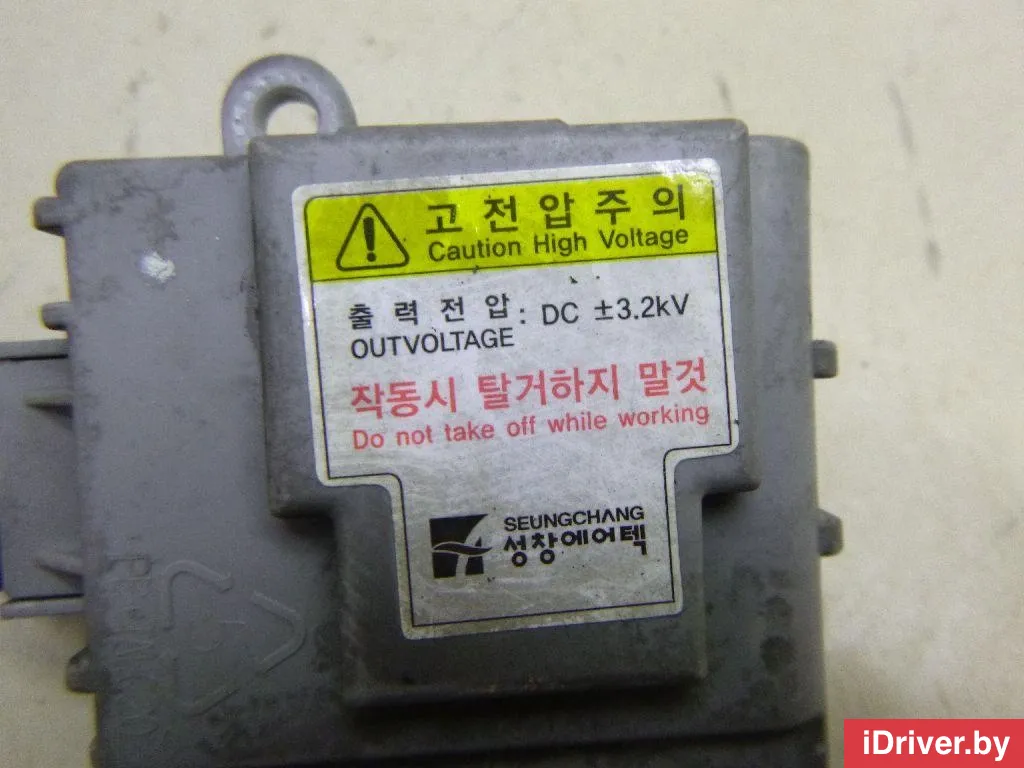 고전압주의
Caution High Voltage
출력전압: DC ±3.2kV
OUTVOLTAGE
작동시 탈거하지 말것
Do not take off while working
SEUNGCHANG
성창에어텍
iDriver.by